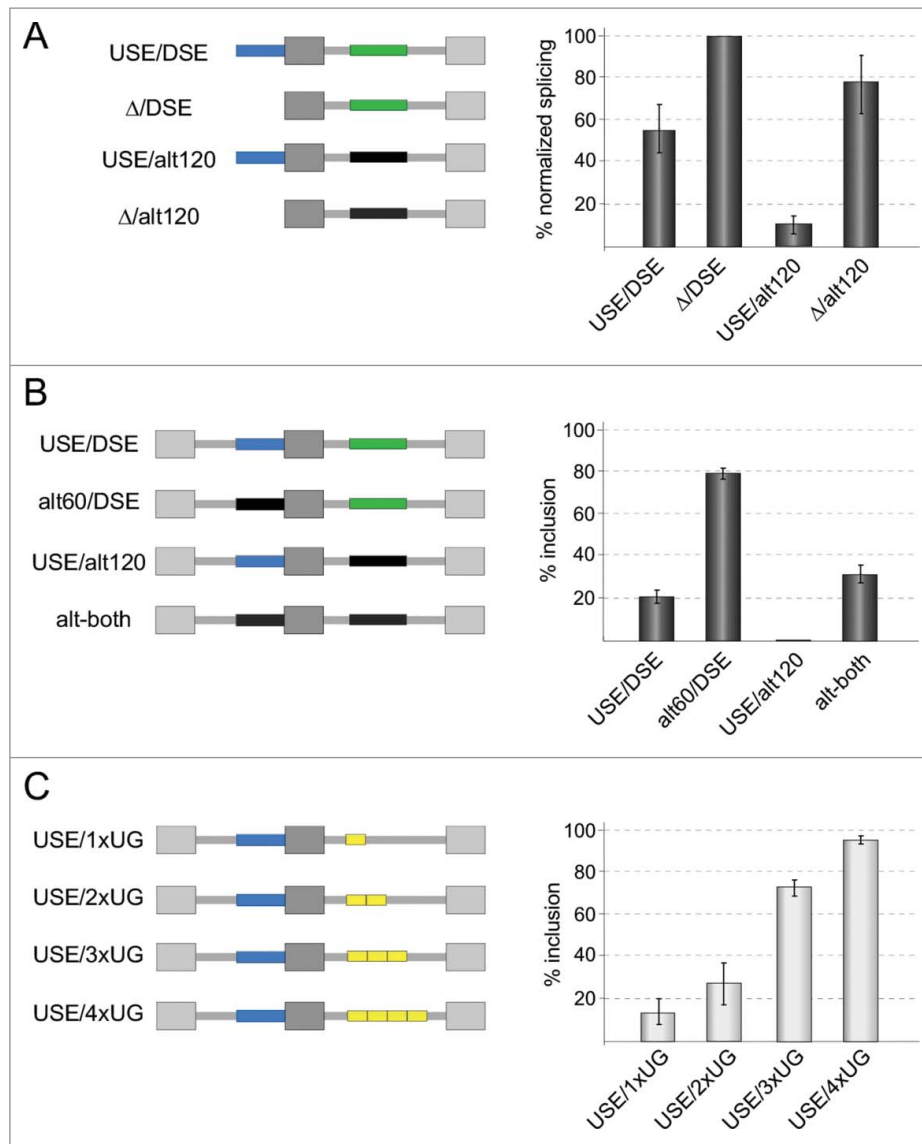 A
USE/DSE
Δ/DSE
USE/alt120
Δ/alt120
% normalized splicing
100
80
60
40
20
USE/DSE
Δ/DSE
USE/alt120
Δ/alt120
B
USE/DSE
alt60/DSE
USE/alt120
alt-both
% inclusion
100
80
60
40
20
USE/DSE
alt60/DSE
USE/alt120
alt-both
C
USE/1xUG
USE/2xUG
USE/3xUG
USE/4xUG
% inclusion
100
80
60
40
20
USE/1xUG
USE/2xUG
USE/3xUG
USE/4xUG